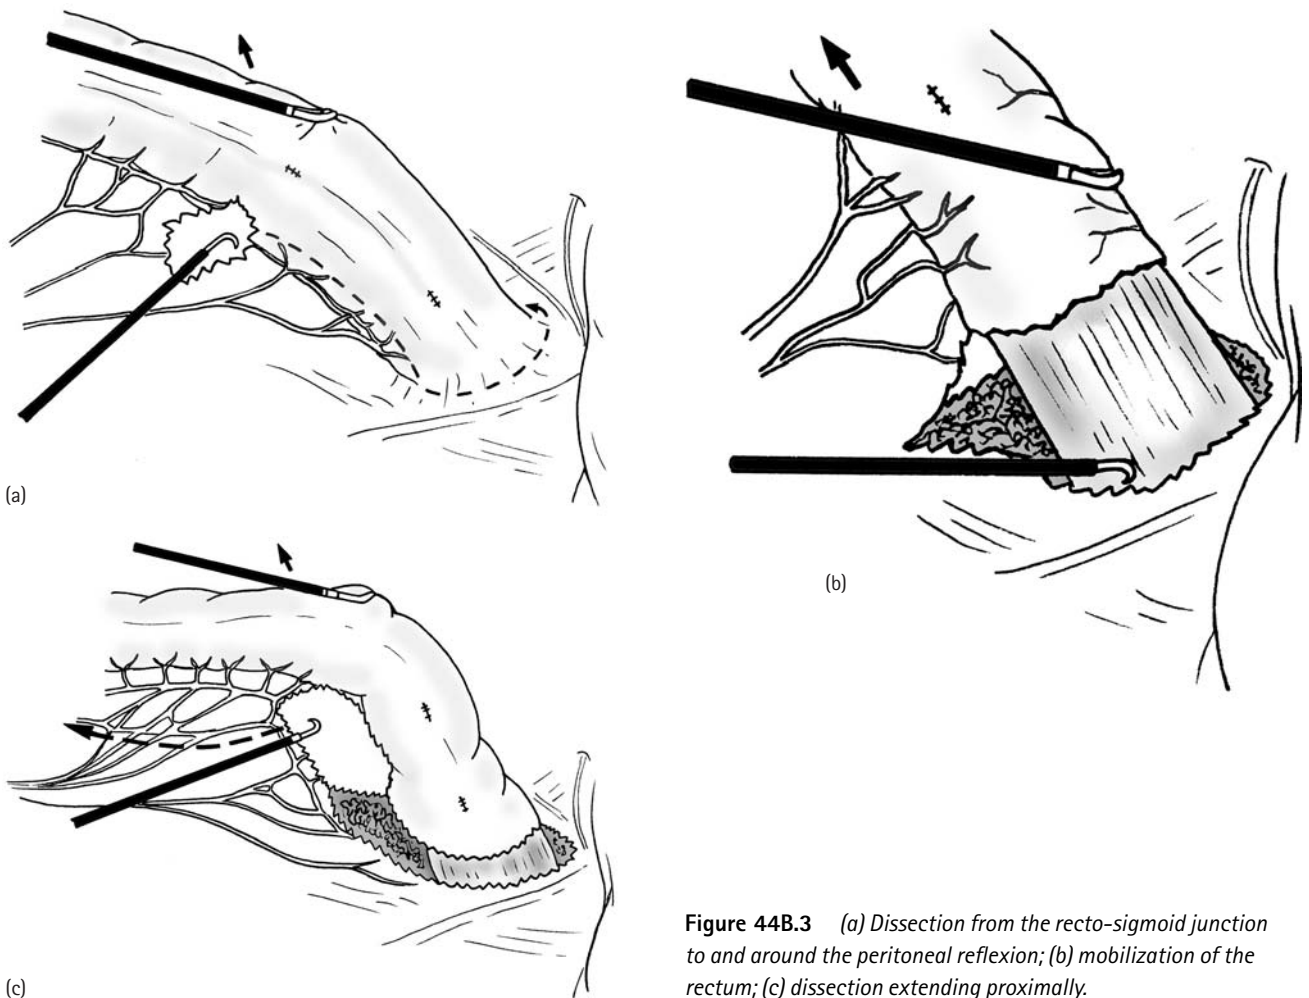 (a)
(b)
(c)
Figure 44B.3 (a) Dissection from the recto-sigmoid junction
to and around the peritoneal reflexion; (b) mobilization of the
rectum; (c) dissection extending proximally.